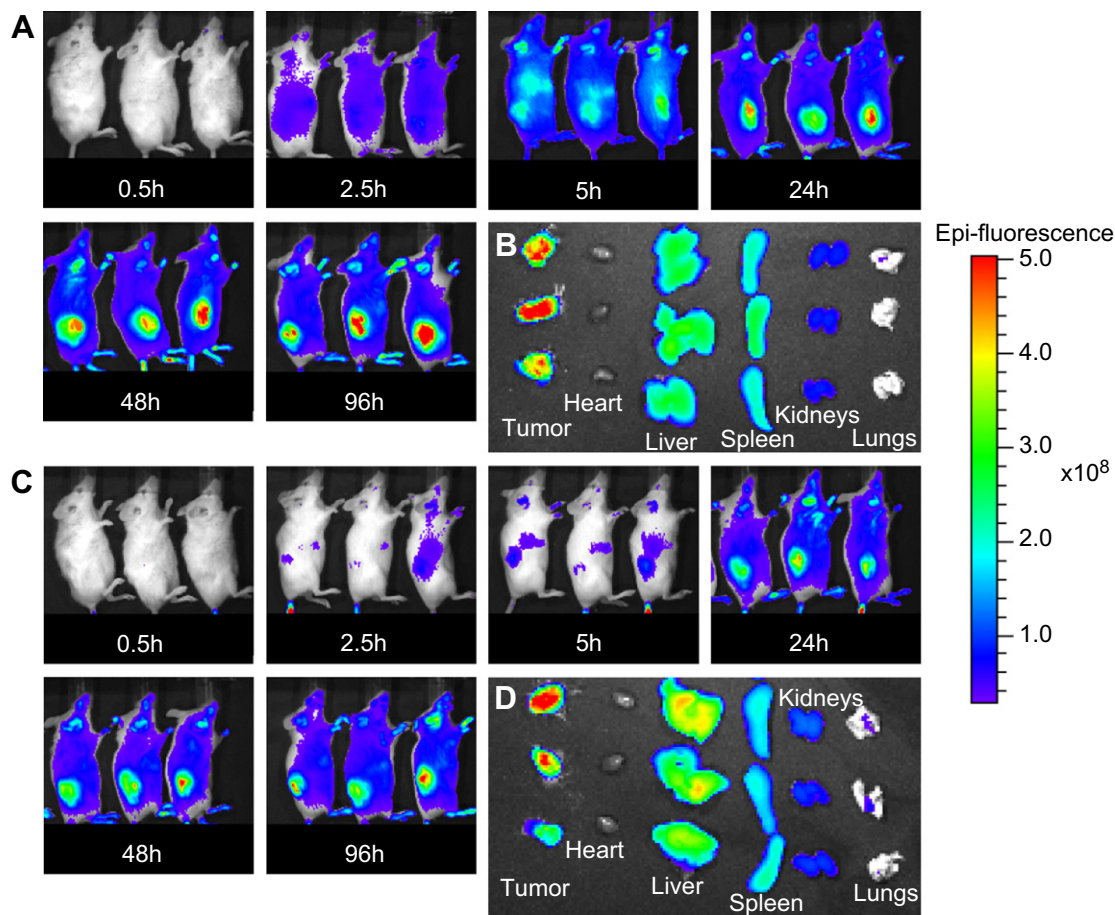 A
0.5h
2.5h
5h
24h
48h
96h
B
Tumor
Heart
Liver
Spleen
Kidneys
Lungs
Epi-fluorescence
5.0
4.0
3.0
x10⁸
2.0
1.0
C
0.5h
2.5h
5h
24h
48h
96h
D
Tumor
Heart
Liver
Spleen
Kidneys
Lungs